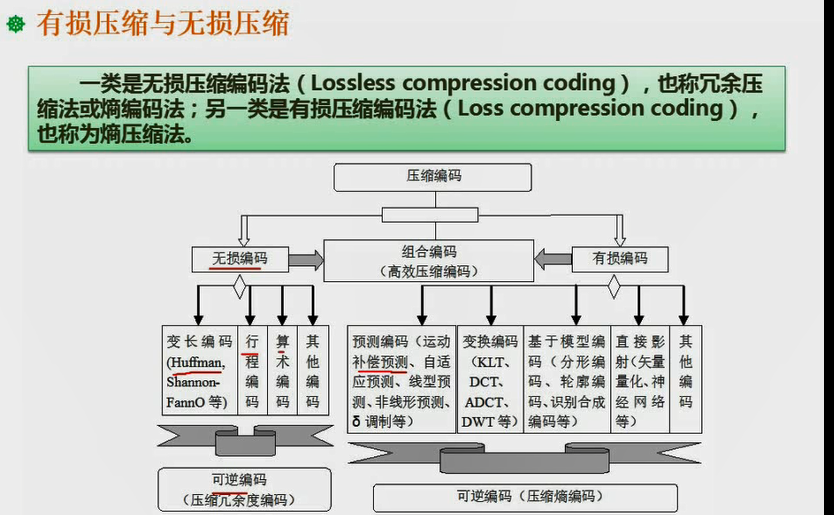 有损压缩与无损压缩
一类是无损压缩编码法（Lossless compression coding），也称冗余压
缩法或熵编码法；另一类是有损压缩编码法（Loss compression coding），
也称为熵压缩法。
压缩编码
无损编码
组合编码
（高效压缩编码）
有损编码
变长编码
(Huffman,
Shannon-
FannO 等)
行
程
编
码
算
术
编
码
其
他
编
码
预测编码（运动
补偿预测、自适
应预测、线型预
测、非线形预测、
δ 调制等）
变换编码
（KLT、
DCT、
ADCT、
DWT 等）
基于模型编
码（分形编
码、轮廓编
码、识别合成
编码等）
直接影
射（矢量
量化、神
经网络
等）
其
他
编
码
可逆编码
（压缩冗余度编码）
可逆编码（压缩熵编码）